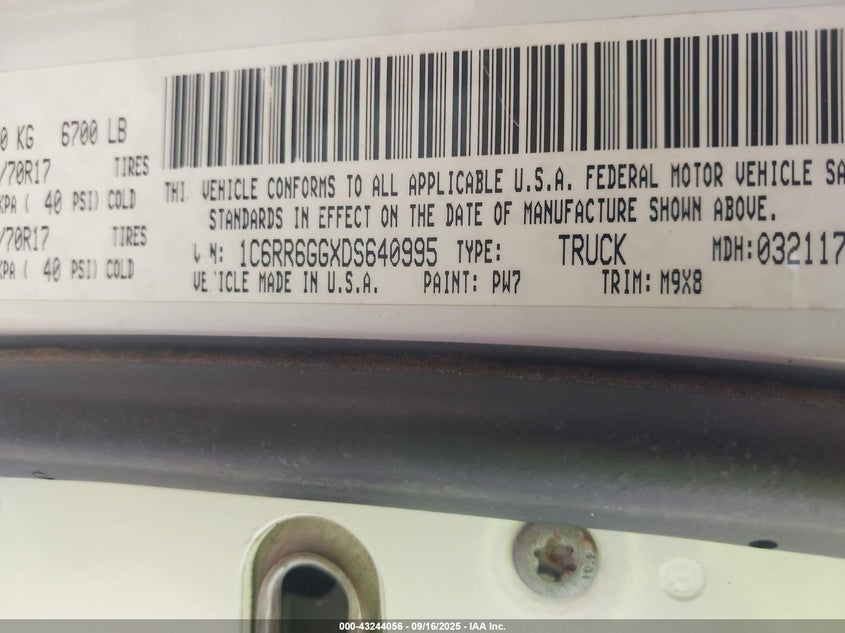 0 KG 6700 LB
/70R17 TIRES
KPA ( 40 PSI) COLD
/70R17 TIRES
KPA ( 40 PSI) COLD
THI VEHICLE CONFORMS TO ALL APPLICABLE U.S.A. FEDERAL MOTOR VEHICLE SA
STANDARDS IN EFFECT ON THE DATE OF MANUFACTURE SHOWN ABOVE.
N: 1C6RR6GGXDS640995 TYPE: TRUCK MDH: 032117
VE ICLE MADE IN U.S.A. PAINT: PW7 TRIM: M9X8
000-43244056 - 09/16/2025 - IAA Inc.